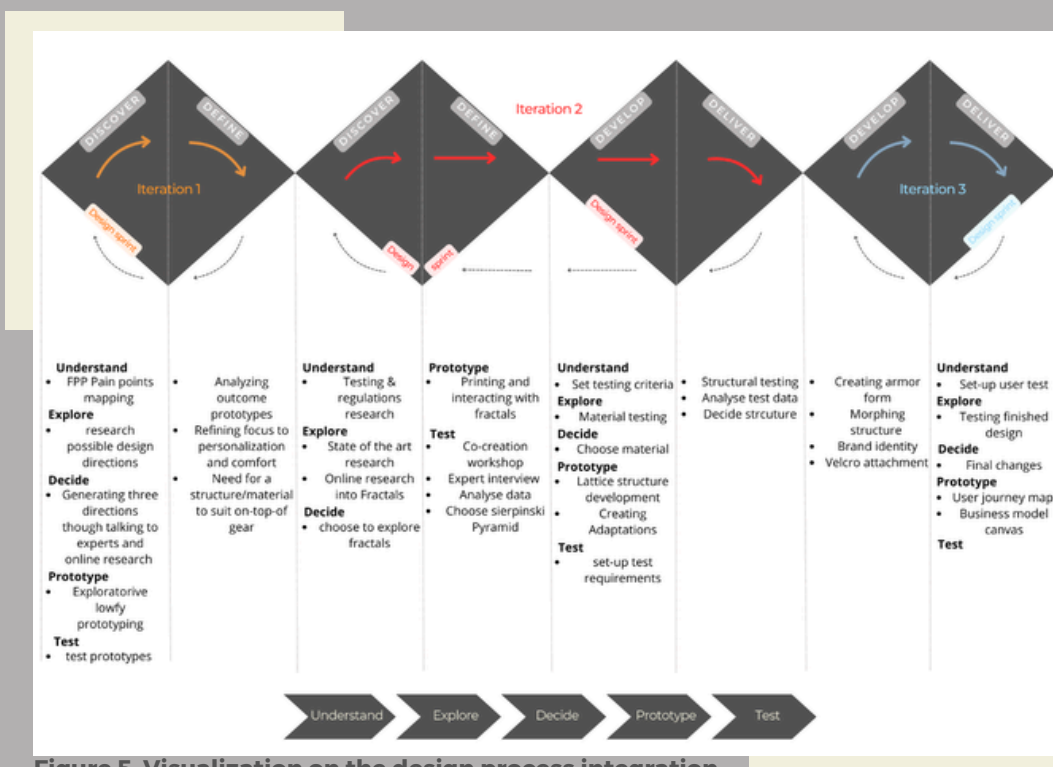 DISCOVER
DEFINE
Iteration 1
Design sprint
DISCOVER
DEFINE
Iteration 2
Design
sprint
DEVELOP
DELIVER
Design sprint
DEVELOP
DELIVER
Iteration 3
Design sprint
Understand
• FPP Pain points
mapping
Explore
• research
possible design
directions
Decide
• Generating three
directions
though talking to
experts and
online research
Prototype
• Exploratorive
lowfy
prototyping
Test
• test prototypes
• Analyzing
outcome
prototypes
• Refining focus to
personalization
and comfort
• Need for a
structure/material
to suit on-top-of
gear
Understand
• Testing &
regulations
research
Explore
• State of the art
research
• Online research
into Fractals
Decide
• choose to explore
fractals
Prototype
• Printing and
interacting with
fractals
Test
• Co-creation
workshop
• Expert interview
• Analyse data
• Choose sierpinski
Pyramid
Understand
• Set testing criteria
Explore
• Material testing
Decide
• Choose material
Prototype
• Lattice structure
development
• Creating
Adaptations
Test
• set-up test
requirements
• Structural testing
• Analyse test data
• Decide strcuture
• Creating armor
form
• Morphing
structure
• Brand identity
• Velcro attachment
Understand
• Set-up user test
Explore
• Testing finished
design
Decide
• Final changes
Prototype
• User journey map
• Business model
canvas
Test
Understand
Explore
Decide
Prototype
Test
Figure 5. Visualization on the design process integration